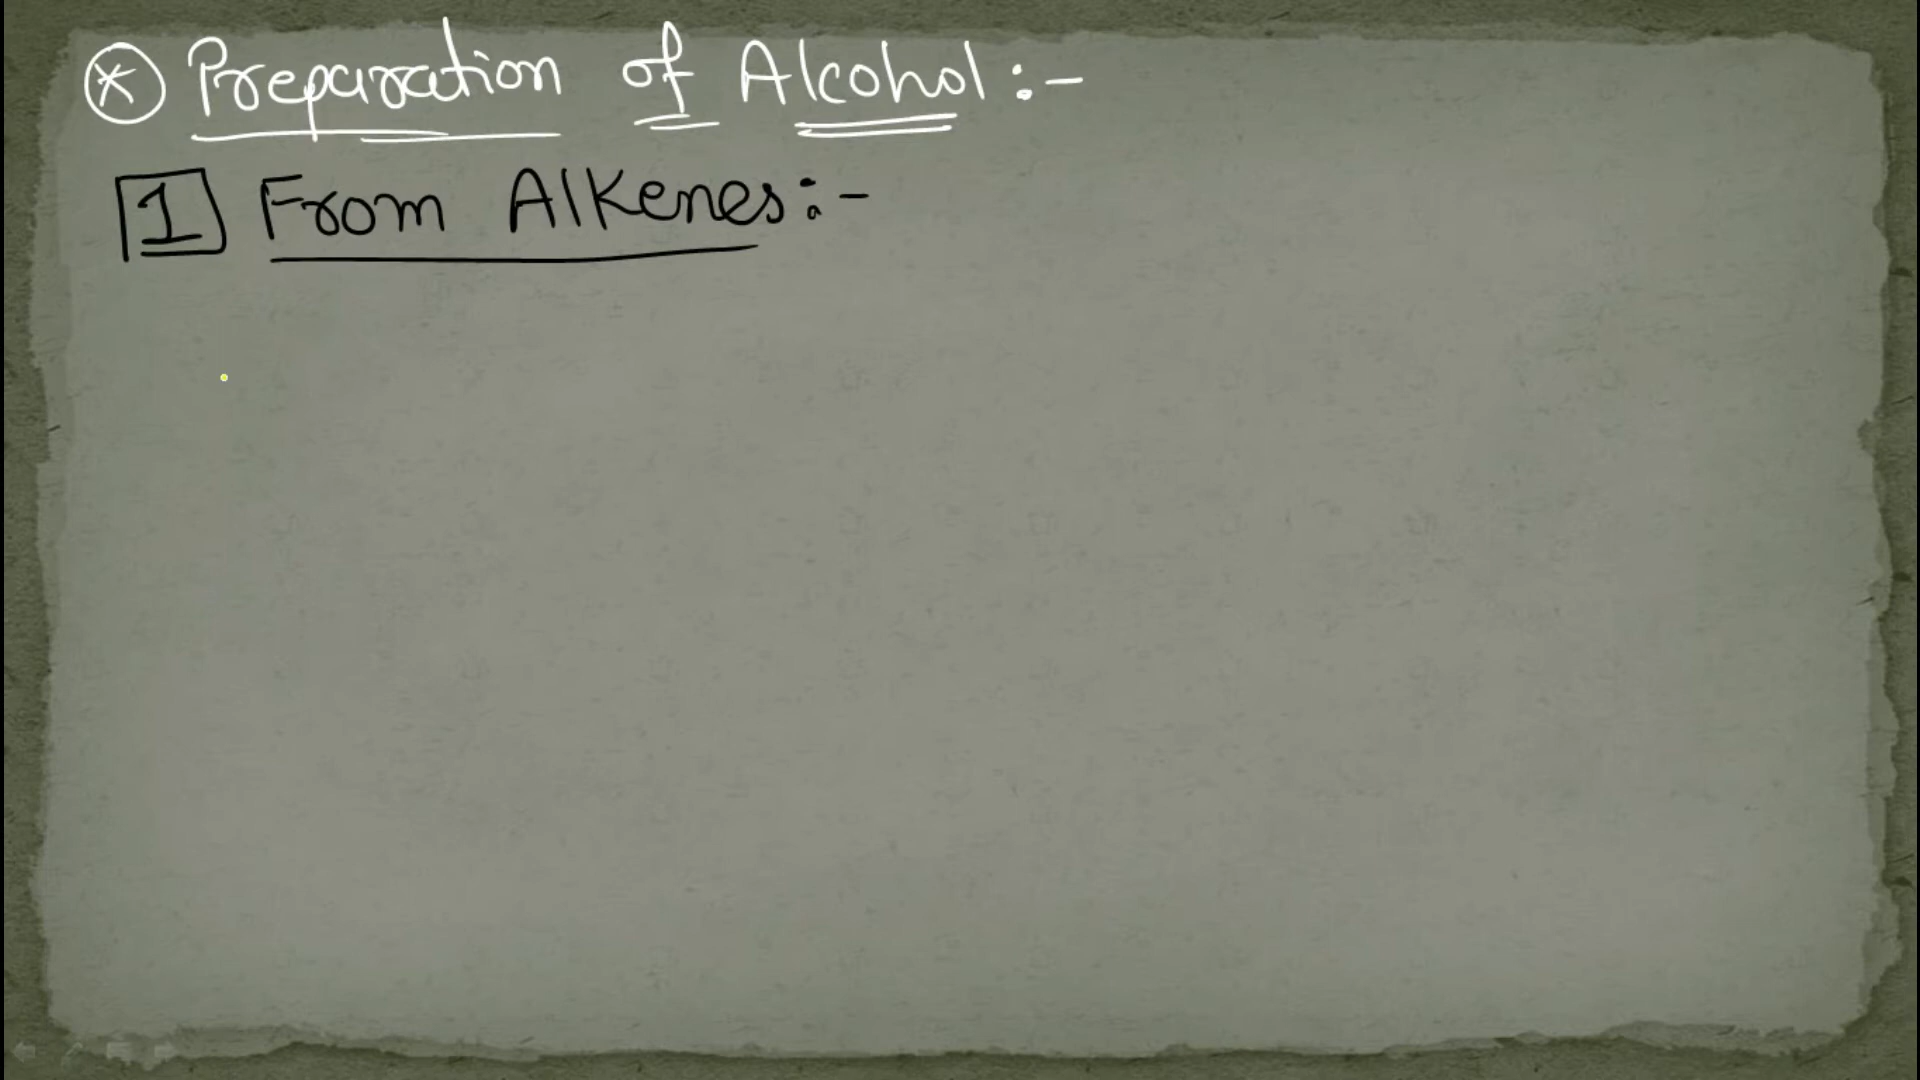 * Preparation of Alcohol:-
1 From Alkenes:-